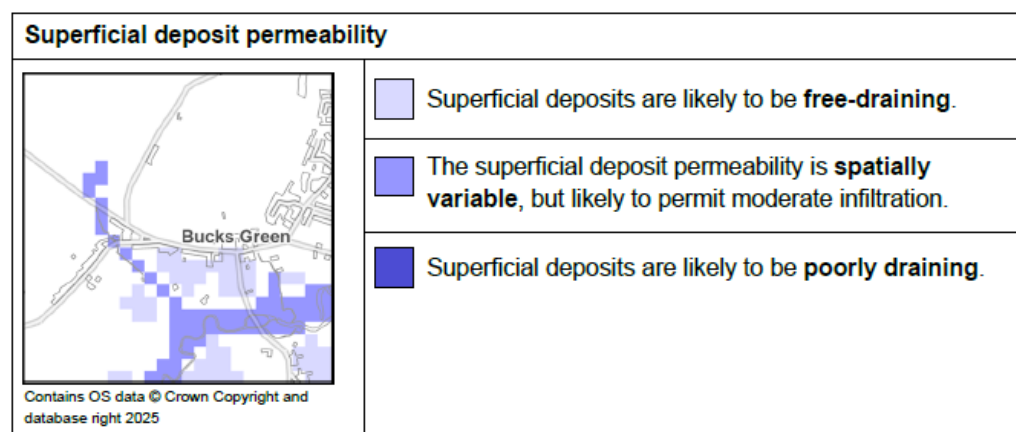 Superficial deposit permeability
Superficial deposits are likely to be free-draining.
The superficial deposit permeability is spatially
variable, but likely to permit moderate infiltration.
Bucks Green
Superficial deposits are likely to be poorly draining.
Contains OS data © Crown Copyright and
database right 2025